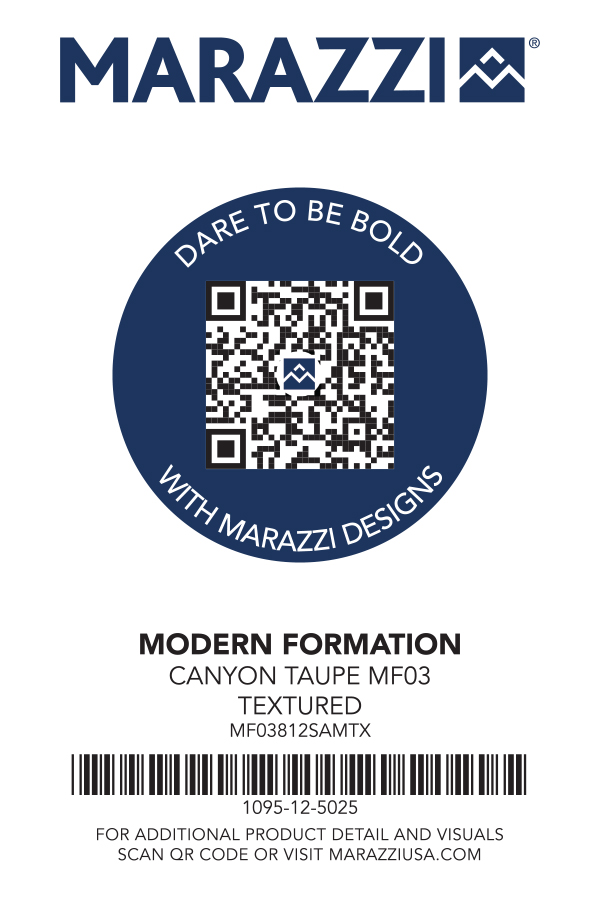 MARAZZI®
DARE TO BE BOLD
WITH MARAZZI DESIGNS
MODERN FORMATION
CANYON TAUPE MF03
TEXTURED
MF03812SAMTX
1095-12-5025
FOR ADDITIONAL PRODUCT DETAIL AND VISUALS
SCAN QR CODE OR VISIT MARAZZIUSA.COM